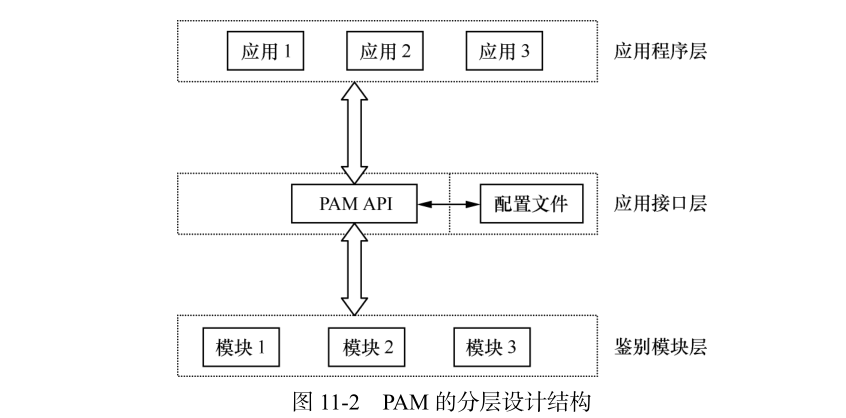 应用 1 应用 2 应用 3 应用程序层
PAM API 配置文件 应用接口层
模块 1 模块 2 模块 3 鉴别模块层
图 11-2 PAM 的分层设计结构